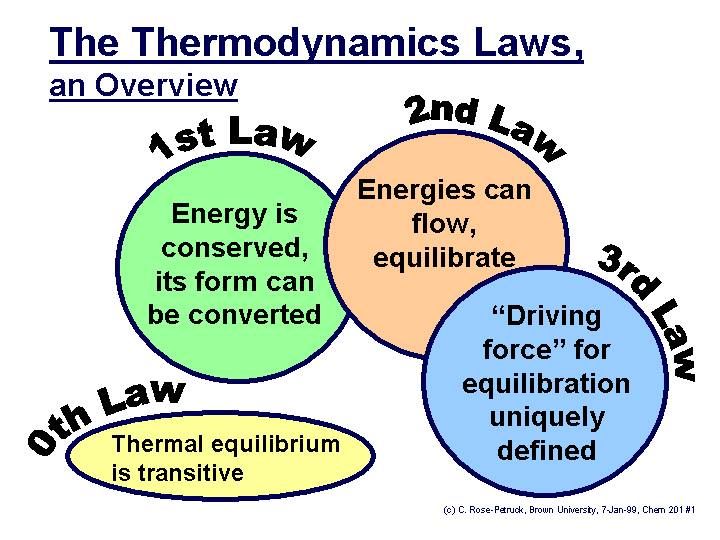 The Thermodynamics Laws,
an Overview
1st Law
Energy is
conserved,
its form can
be converted
2nd Law
Energies can
flow,
equilibrate
3rd Law
“Driving
force” for
equilibration
uniquely
defined
0th Law
Thermal equilibrium
is transitive
(c) C. Rose-Petruck, Brown University, 7-Jan-99, Chem 201 #1